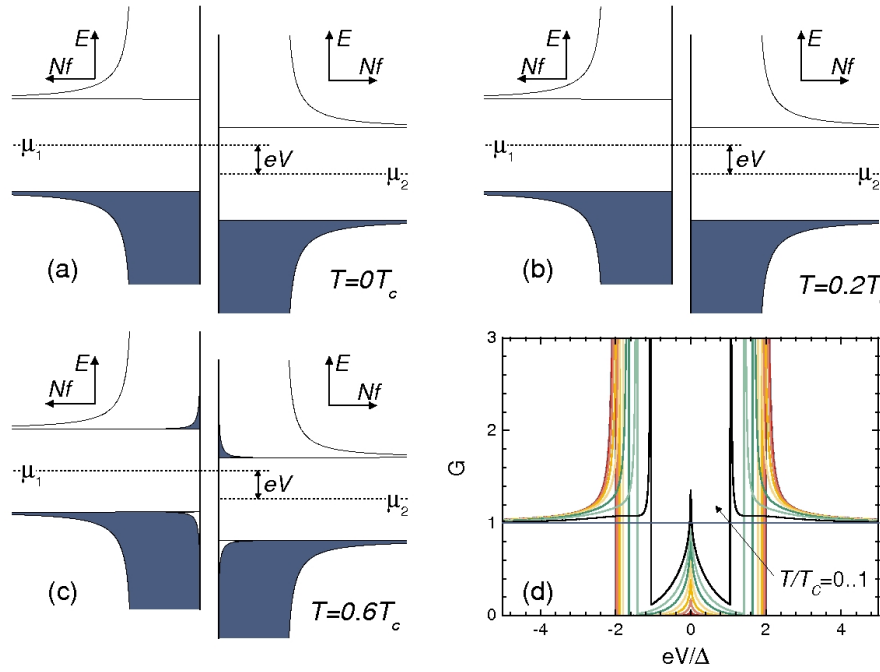 E
Nf
E
Nf
μ1
eV
μ2
(a)
T=0Tc
E
Nf
E
Nf
μ1
eV
μ2
(b)
T=0.2T
E
Nf
E
Nf
μ1
eV
μ2
(c)
T=0.6Tc
3
2
1
0
G
-4 -2 0 2 4
eV/Δ
T/TC=0..1
(d)